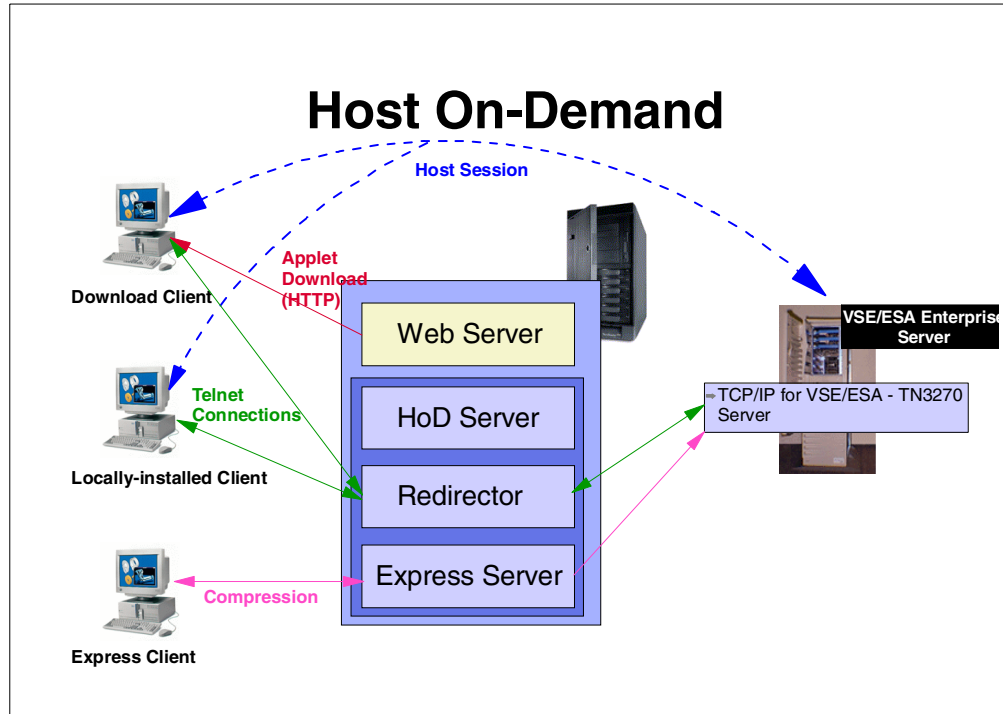 Host On-Demand
Host Session
Applet
Download
(HTTP)
Download Client
Web Server
VSE/ESA Enterprise
Server
Telnet
Connections
HoD Server
➡TCP/IP for VSE/ESA - TN3270
Server
Locally-installed Client
Redirector
Express Server
Compression
Express Client